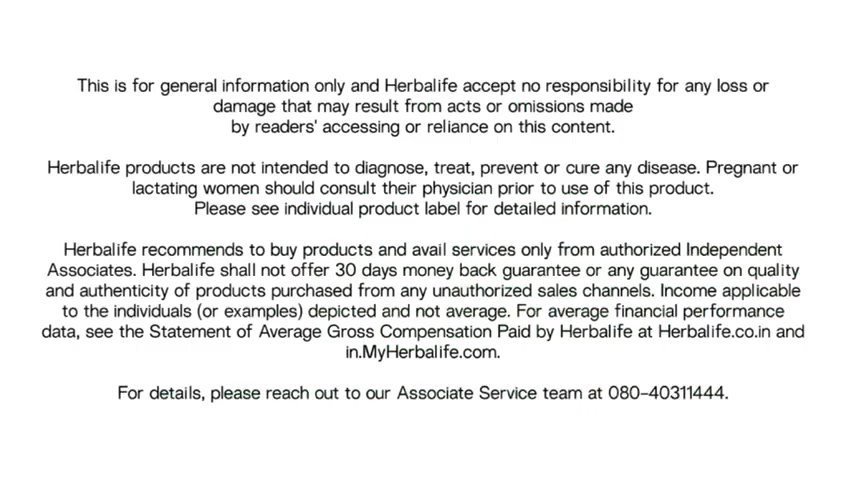 This is for general information only and Herbalife accept no responsibility for any loss or
damage that may result from acts or omissions made
by readers' accessing or reliance on this content.
Herbalife products are not intended to diagnose, treat, prevent or cure any disease. Pregnant or
lactating women should consult their physician prior to use of this product.
Please see individual product label for detailed information.
Herbalife recommends to buy products and avail services only from authorized Independent
Associates. Herbalife shall not offer 30 days money back guarantee or any guarantee on quality
and authenticity of products purchased from any unauthorized sales channels. Income applicable
to the individuals (or examples) depicted and not average. For average financial performance
data, see the Statement of Average Gross Compensation Paid by Herbalife at Herbalife.co.in and
in.MyHerbalife.com.
For details, please reach out to our Associate Service team at 080-40311444.